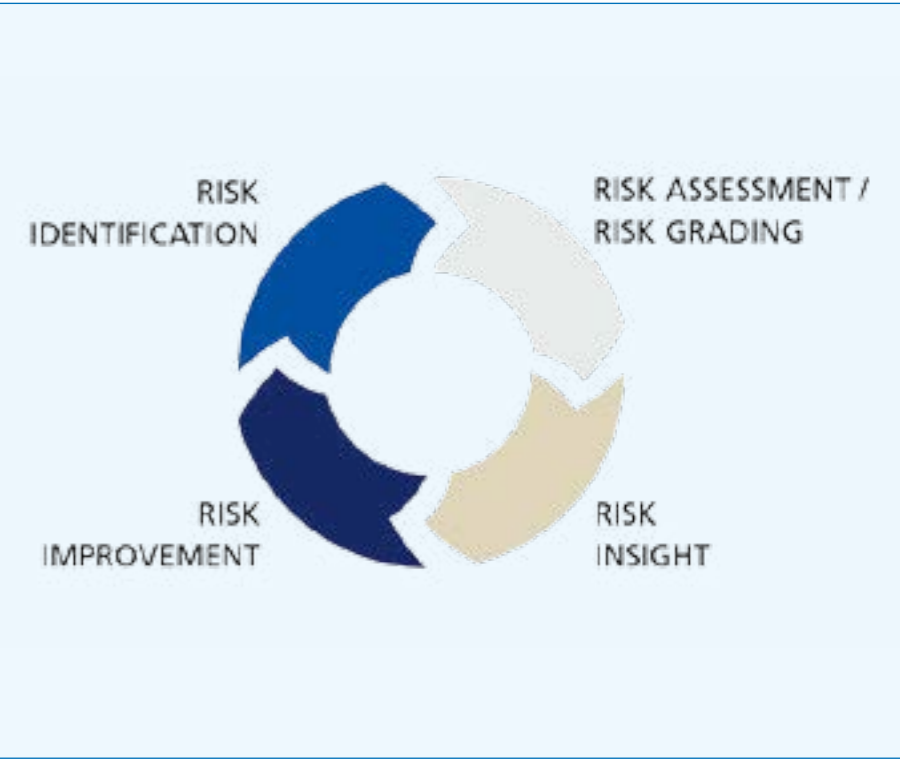 RISK
IDENTIFICATION
RISK ASSESSMENT /
RISK GRADING
RISK
IMPROVEMENT
RISK
INSIGHT